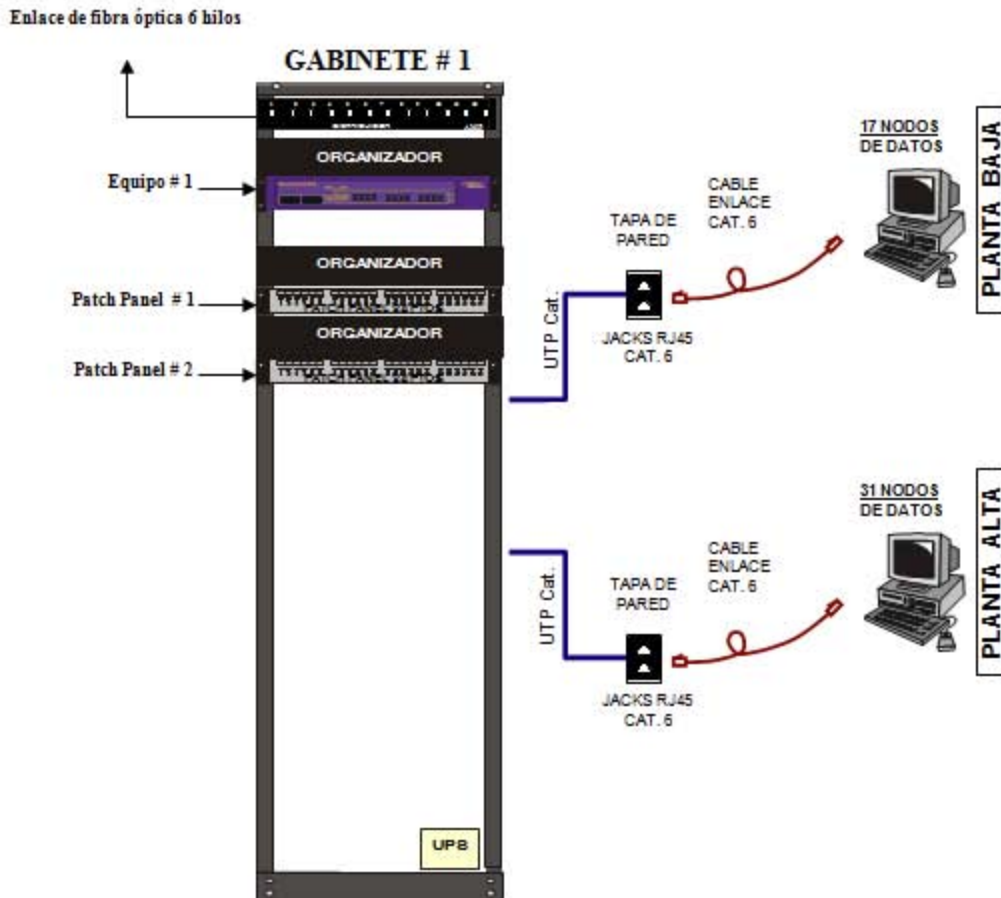 Enlace de fibra óptica 6 hilos
GABINETE # 1
ORGANIZADOR
Equipo # 1
ORGANIZADOR
Patch Panel # 1
ORGANIZADOR
Patch Panel # 2
UPS
UTP Cat.
TAPA DE
PARED
JACKS RJ45
CAT. 6
CABLE
ENLACE
CAT. 6
17 NODOS
DE DATOS
PLANTA BAJA
UTP Cat.
TAPA DE
PARED
JACKS RJ45
CAT. 6
CABLE
ENLACE
CAT. 6
31 NODOS
DE DATOS
PLANTA ALTA